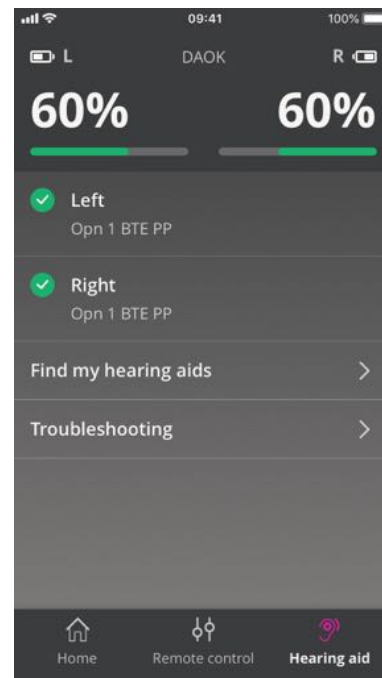 09:41 100%
L DAOK R
60% 60%
Left
Opn 1 BTE PP
Right
Opn 1 BTE PP
Find my hearing aids
Troubleshooting
Home Remote control Hearing aid